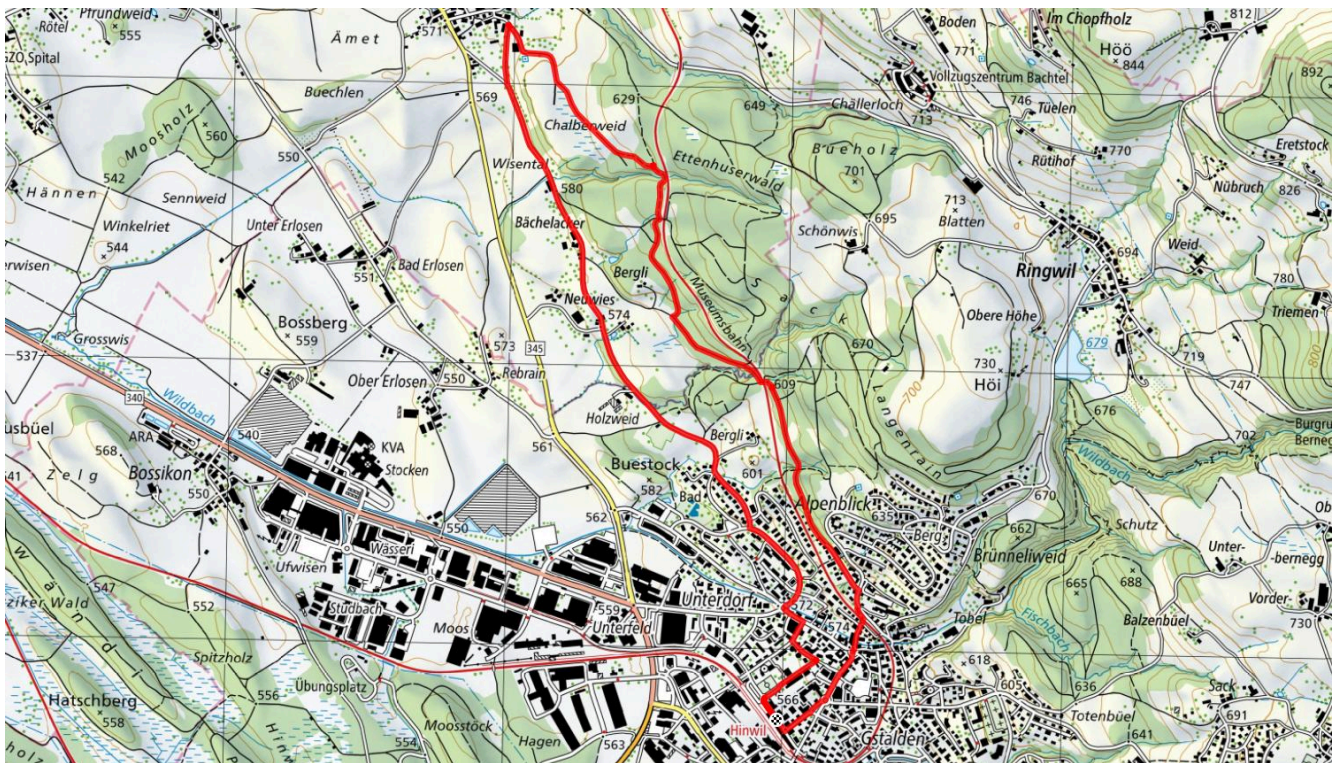 Rötel
Pfrundweid
555
GZO Spital
Ämet
571
Boden
771
Im Chopfholz
812
Höö
844
892
Vollzugszentrum Bachtel
Buechlen
569
629
649
Chällerloch
713
746
Tüelen
Moosholz
560
Chalberweid
Bueholz
701
Rütihof
770
Eretstock
550
Wisental
Ettenhuserwald
542
580
Hännen
Sennweid
Nübruch
826
713
Blatten
Winkelriet
544
Unter Erlosen
Bächelacker
Schönwis
695
694
Weid
551
Bad Erlosen
Bergli
Ringwil
780
Museumsbahn
Sack
Neuwies
574
Triemen
Bossberg
559
Obere Höhe
Grosswis
573
670
679
537
345
730
Höi
719
340
Wildbach
Ober Erlosen
550
Rebrain
609
700
747
800
Langerrain
Holzweid
676
ARA
540
KVA
561
Bergli
702
568
Stocken
Buestock
601
Wildbach
Zelg
Bossikon
582
Bad
Alpenblick
670
550
550
562
635
Berg
662
Schutz
Wässeri
Brünneliweid
Ufwisen
Unter-
-bernegg
547
665
688
Wändi
552
Studbach
559
Unterdorf
72
574
Tobel
Fischbach
Vorder-
Moos
Unterfeld
Balzenbüel
730
Spitzholz
618
Übungsplatz
605
636
Sack
Hatschberg
556
566
558
Moosstöck
Hinwil
Totenbüel
691
554
Hagen
563
Gstalden
641